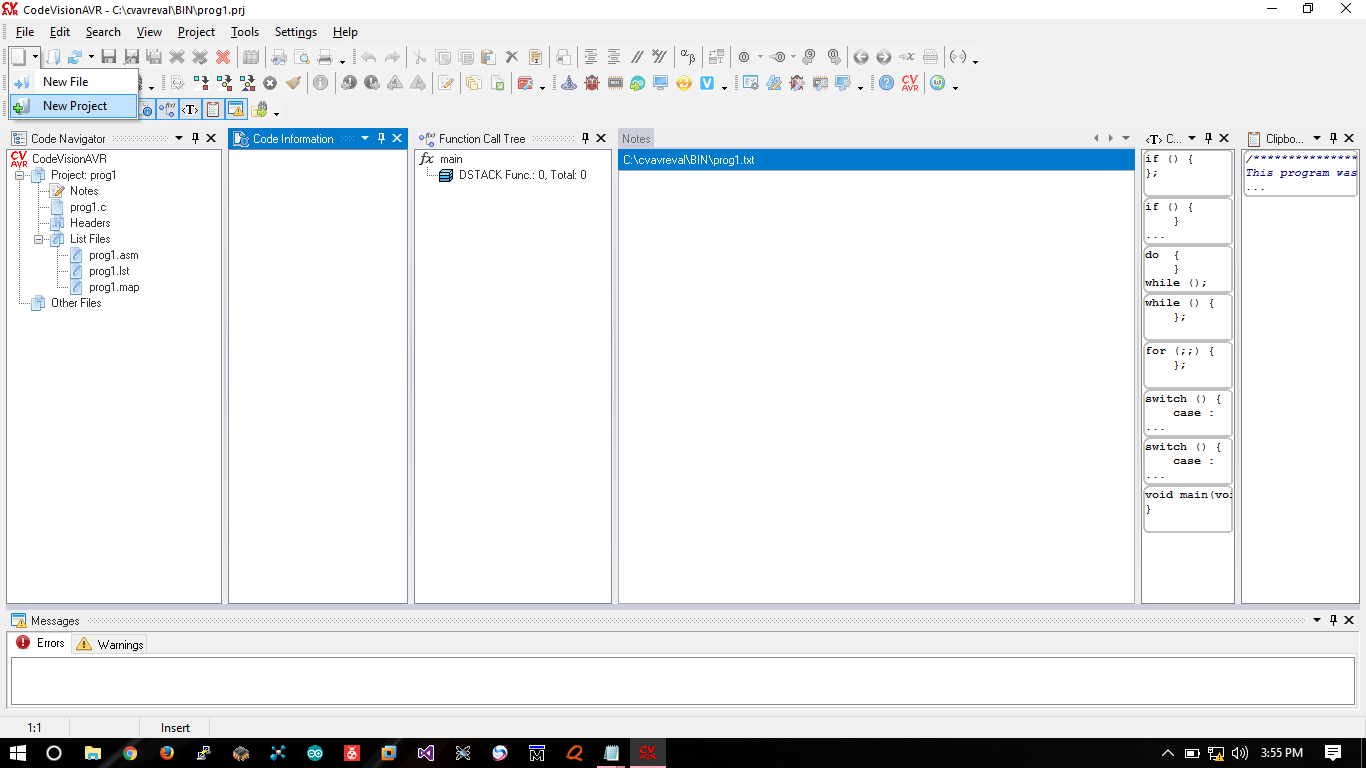 CodeVisionAVR - C:\cvavreval\BIN\prog1.prj
File Edit Search View Project Tools Settings Help
New File
New Project
Code Navigator
CodeVisionAVR
Project: prog1
Notes
prog1.c
Headers
List Files
prog1.asm
prog1.lst
prog1.map
Other Files
Code Information
Function Call Tree
main
DSTACK Func.: 0, Total: 0
Notes
C:\cvavreval\BIN\prog1.txt
C...
if () {
};
if () {
}
...
do {
}
while ();
while () {
};
for (;;) {
};
switch () {
case :
...
switch () {
case :
...
void main(voi
}
Clipbo...
/***************
This program was
...
Messages
Errors
Warnings
1:1 Insert
3:55 PM